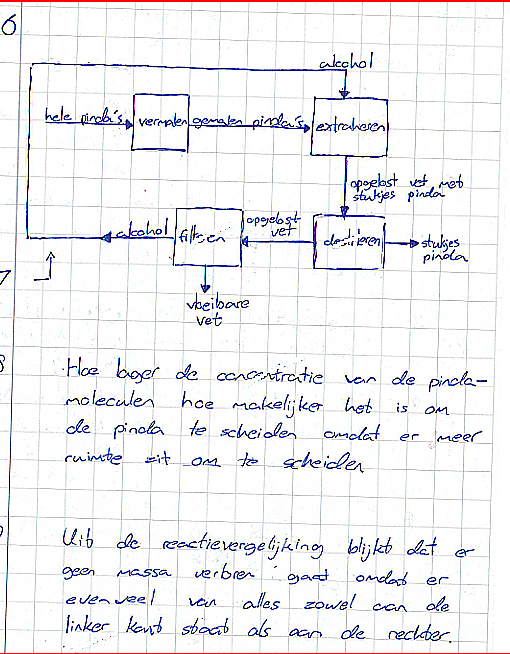 6
alcohol
hele pinda's
vermalen
gemalen pinda's
extraheren
opgelost vet met
stukjes pinda
alcohol
filtreren
opgelost
vet
stukjes
pinda
vloeibare
vet
7
8
Hoe lager de concentratie van de pinda-
moleculen hoe makelijker het is om
de pinda te scheiden omdat er meer
ruimte zit om te scheiden
Uit de reactievergelijking blijkt dat er
geen massa verloren gaat omdat er
evenveel van alles zowel aan de
linker kant staat als aan de rechter.